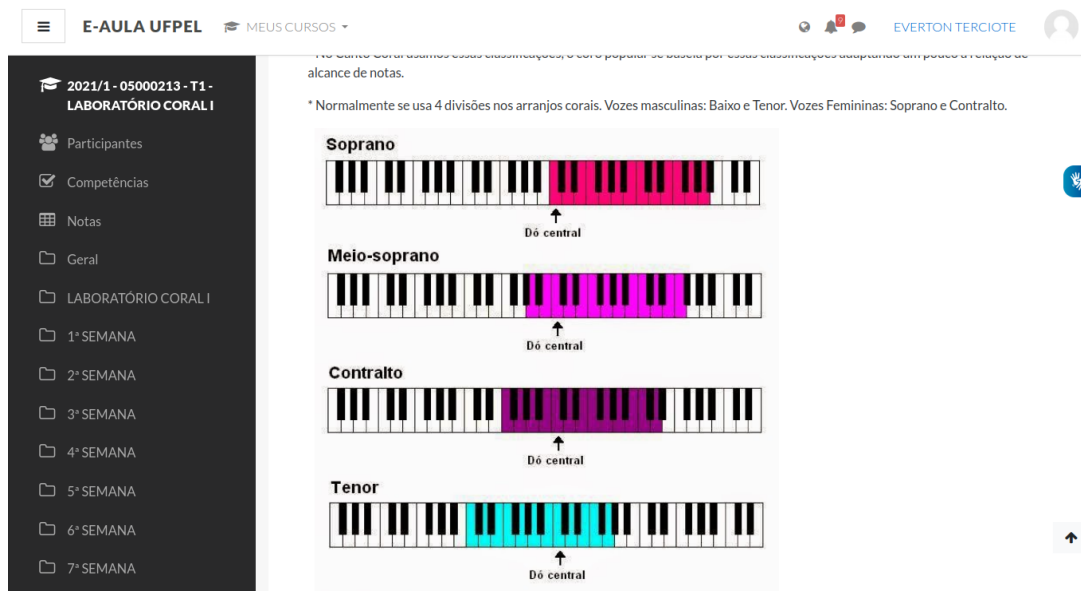 E-AULA UFPEL
MEUS CURSOS
9
EVERTON TERCIOTE
2021/1 - 05000213 - T1 -
LABORATÓRIO CORAL I
Participantes
Competências
Notas
Geral
LABORATÓRIO CORAL I
1ª SEMANA
2ª SEMANA
3ª SEMANA
4ª SEMANA
5ª SEMANA
6ª SEMANA
7ª SEMANA
alcance de notas.
* Normalmente se usa 4 divisões nos arranjos corais. Vozes masculinas: Baixo e Tenor. Vozes Femininas: Soprano e Contralto.
Soprano
Dó central
Meio-soprano
Dó central
Contralto
Dó central
Tenor
Dó central